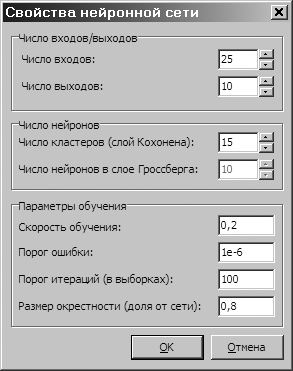 Свойства нейронной сети
Число входов/выходов
Число входов: 25
Число выходов: 10
Число нейронов
Число кластеров (слой Кохонена): 15
Число нейронов в слое Гроссберга: 10
Параметры обучения
Скорость обучения: 0,2
Порог ошибки: 1e-6
Порог итераций (в выборках): 100
Размер окрестности (доля от сети): 0,8
OK Отмена